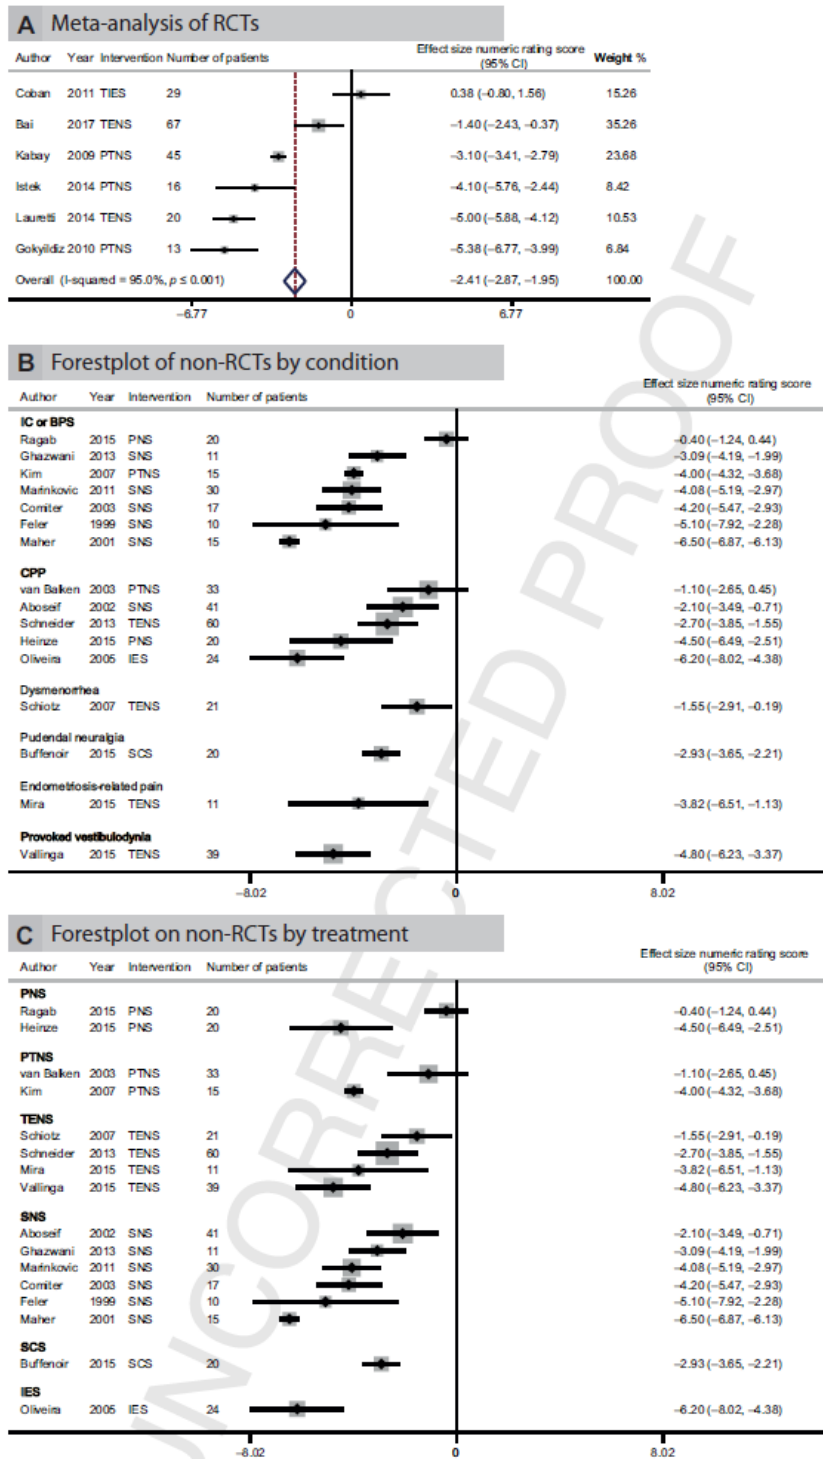 A Meta-analysis of RCTs
Author Year Intervention Number of patients Effect size numeric rating score (95% CI) Weight %
Coban 2011 TIES 29 0.38 (−0.80, 1.56) 15.26
Bai 2017 TENS 67 −1.40 (−2.43, −0.37) 35.26
Kabay 2009 PTNS 45 −3.10 (−3.41, −2.79) 23.68
Istek 2014 PTNS 16 −4.10 (−5.76, −2.44) 8.42
Lauretti 2014 TENS 20 −5.00 (−5.88, −4.12) 10.53
Gokyildiz 2010 PTNS 13 −5.38 (−6.77, −3.99) 6.84
Overall (I-squared = 95.0%, p ≤ 0.001) −2.41 (−2.87, −1.95) 100.00
−6.77 0 6.77
B Forestplot of non-RCTs by condition
Author Year Intervention Number of patients Effect size numeric rating score (95% CI)
IC or BPS
Ragab 2015 PNS 20 −0.40 (−1.24, 0.44)
Ghazwani 2013 SNS 11 −3.09 (−4.19, −1.99)
Kim 2007 PTNS 15 −4.00 (−4.32, −3.68)
Marinkovic 2011 SNS 30 −4.08 (−5.19, −2.97)
Comiter 2003 SNS 17 −4.20 (−5.47, −2.93)
Feler 1999 SNS 10 −5.10 (−7.92, −2.28)
Maher 2001 SNS 15 −6.50 (−6.87, −6.13)
CPP
van Balken 2003 PTNS 33 −1.10 (−2.65, 0.45)
Aboseif 2002 SNS 41 −2.10 (−3.49, −0.71)
Schneider 2013 TENS 60 −2.70 (−3.85, −1.55)
Heinze 2015 PNS 20 −4.50 (−6.49, −2.51)
Oliveira 2005 IES 24 −6.20 (−8.02, −4.38)
Dysmenorrhea
Schiotz 2007 TENS 21 −1.55 (−2.91, −0.19)
Pudendal neuralgia
Buffenoir 2015 SCS 20 −2.93 (−3.65, −2.21)
Endometriosis-related pain
Mira 2015 TENS 11 −3.82 (−6.51, −1.13)
Provoked vestibulodynia
Vallinga 2015 TENS 39 −4.80 (−6.23, −3.37)
−8.02 0 8.02
C Forestplot on non-RCTs by treatment
Author Year Intervention Number of patients Effect size numeric rating score (95% CI)
PNS
Ragab 2015 PNS 20 −0.40 (−1.24, 0.44)
Heinze 2015 PNS 20 −4.50 (−6.49, −2.51)
PTNS
van Balken 2003 PTNS 33 −1.10 (−2.65, 0.45)
Kim 2007 PTNS 15 −4.00 (−4.32, −3.68)
TENS
Schiotz 2007 TENS 21 −1.55 (−2.91, −0.19)
Schneider 2013 TENS 60 −2.70 (−3.85, −1.55)
Mira 2015 TENS 11 −3.82 (−6.51, −1.13)
Vallinga 2015 TENS 39 −4.80 (−6.23, −3.37)
SNS
Aboseif 2002 SNS 41 −2.10 (−3.49, −0.71)
Ghazwani 2013 SNS 11 −3.09 (−4.19, −1.99)
Marinkovic 2011 SNS 30 −4.08 (−5.19, −2.97)
Comiter 2003 SNS 17 −4.20 (−5.47, −2.93)
Feler 1999 SNS 10 −5.10 (−7.92, −2.28)
Maher 2001 SNS 15 −6.50 (−6.87, −6.13)
SCS
Buffenoir 2015 SCS 20 −2.93 (−3.65, −2.21)
IES
Oliveira 2005 IES 24 −6.20 (−8.02, −4.38)
−8.02 0 8.02
UNCORRECTED PROOF